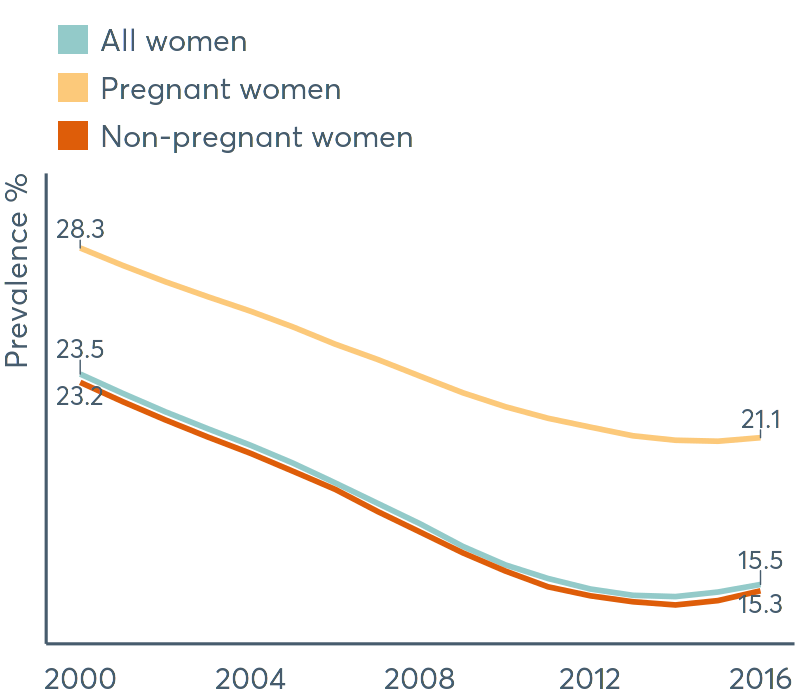 All women
Pregnant women
Non-pregnant women
Prevalence %
28.3
23.5
23.2
21.1
15.5
15.3
2000 2004 2008 2012 2016